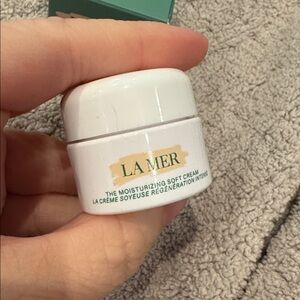 LA MER
THE MOISTURIZING SOFT CREAM
LA CRÈME SOYEUSE RÉGÉNÉRATION INTENSE